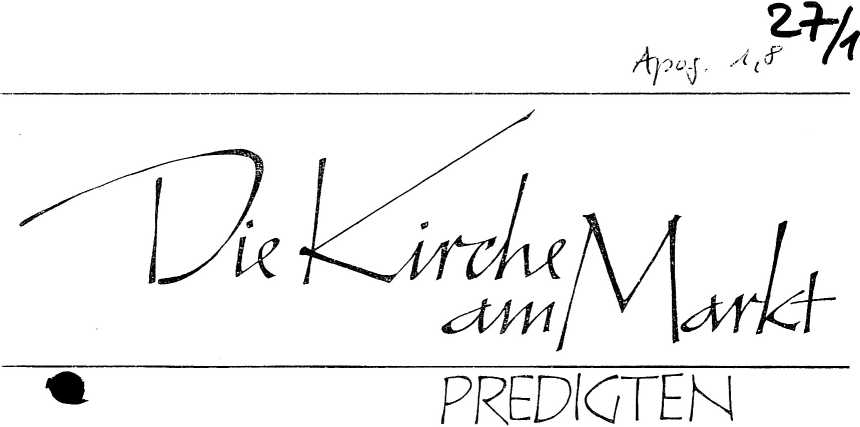 27/1
Apog. 1,8
Die Kirche
am Markt
PREDIGTEN